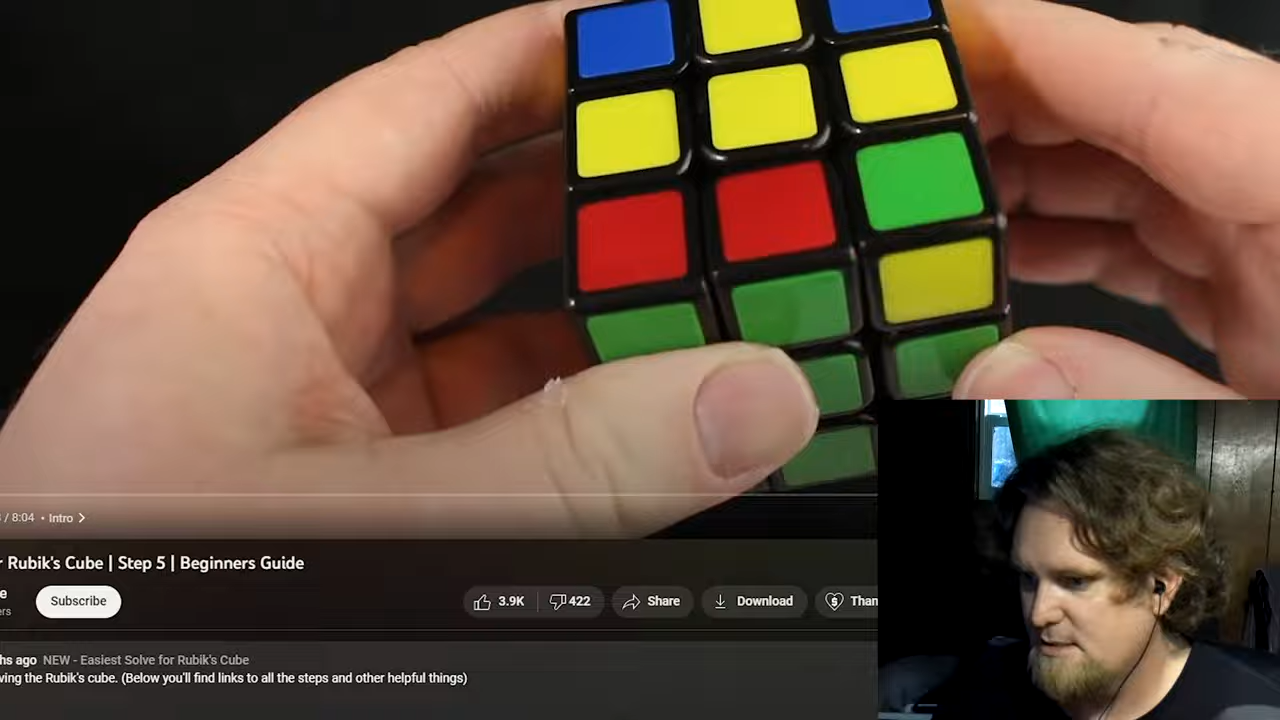 / 8:04 • Intro >
Rubik's Cube | Step 5 | Beginners Guide
Subscribe
3.9K
422
Share
Download
ago NEW - Easiest Solve for Rubik's Cube
the Rubik's cube. (Below you'll find links to all the steps and other helpful things)